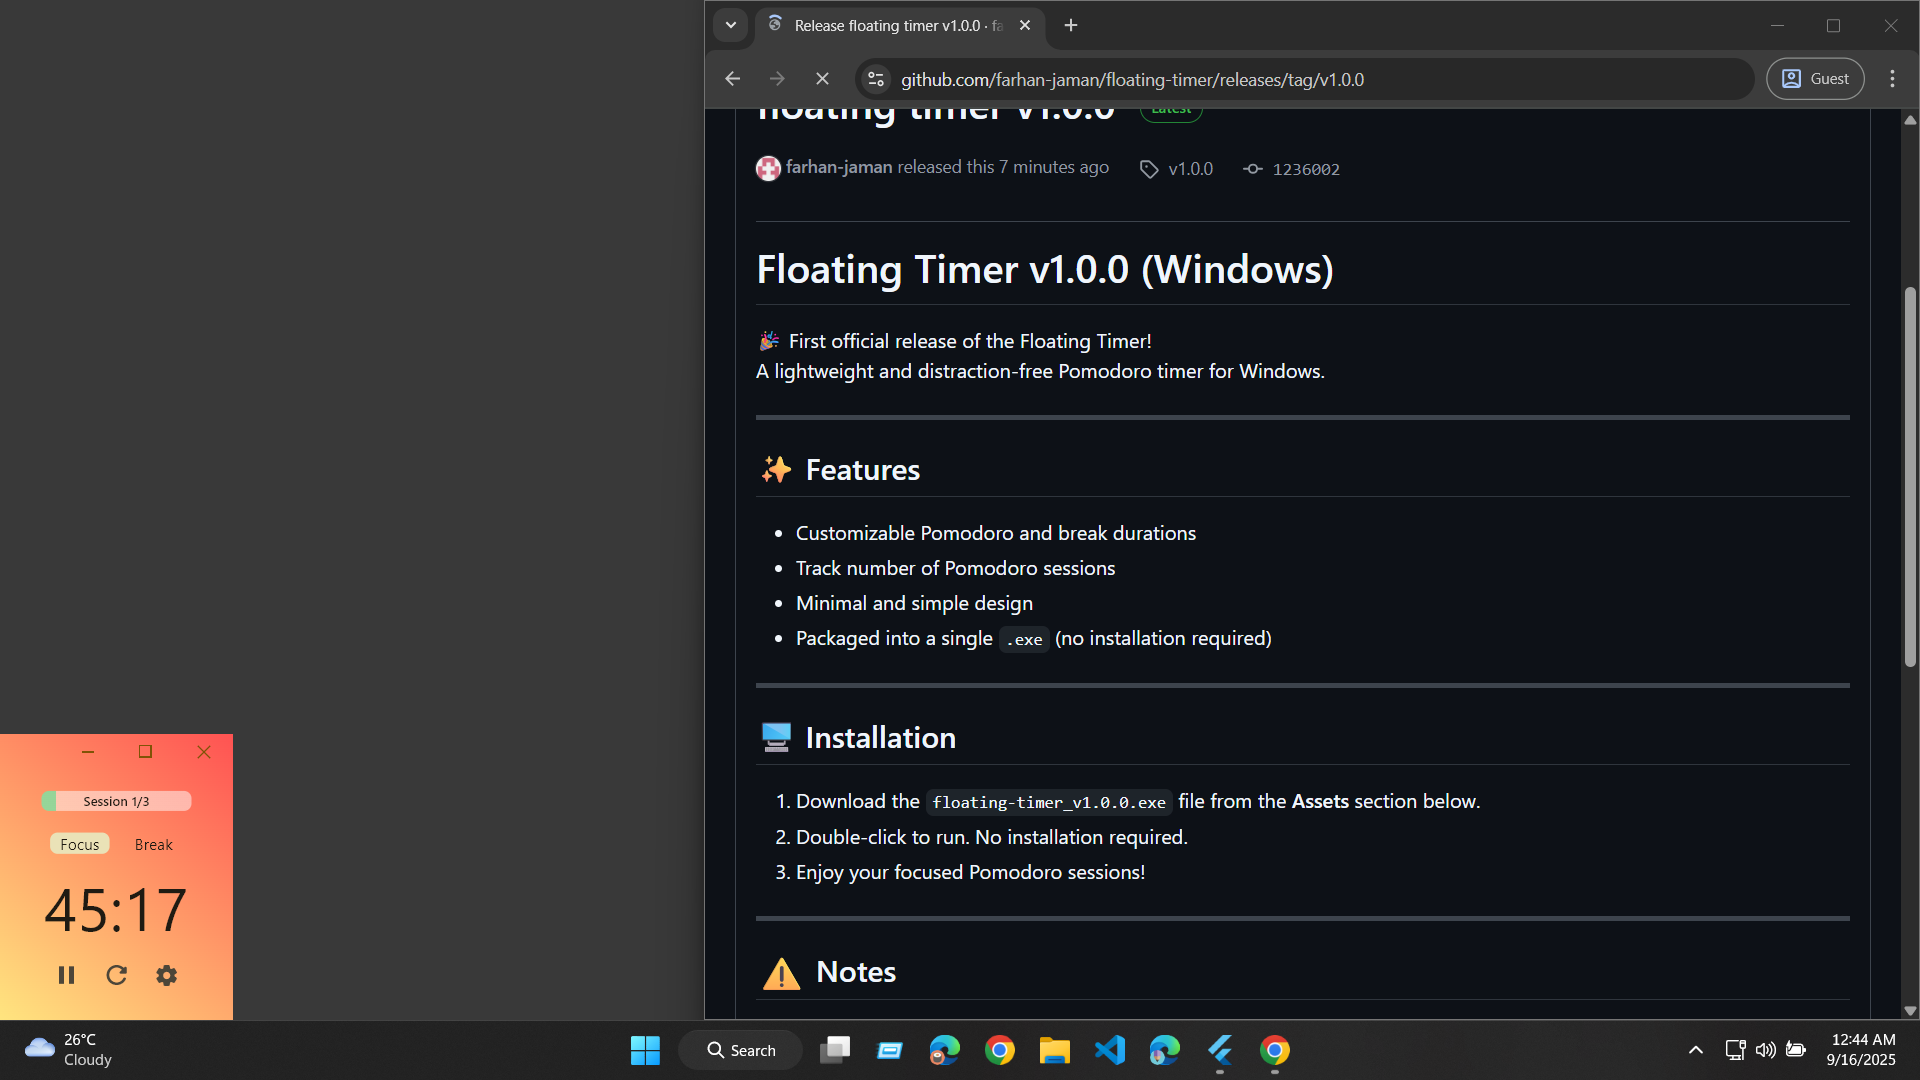 Release floating timer v1.0.0 · fa
github.com/farhan-jaman/floating-timer/releases/tag/v1.0.0
Guest
floating timer v1.0.0
Latest
farhan-jaman released this 7 minutes ago
v1.0.0
1236002
Floating Timer v1.0.0 (Windows)
🎉 First official release of the Floating Timer!
A lightweight and distraction-free Pomodoro timer for Windows.
✨ Features
• Customizable Pomodoro and break durations
• Track number of Pomodoro sessions
• Minimal and simple design
• Packaged into a single .exe (no installation required)
🖥️ Installation
1. Download the floating-timer_v1.0.0.exe file from the Assets section below.
2. Double-click to run. No installation required.
3. Enjoy your focused Pomodoro sessions!
⚠️ Notes
Session 1/3
Focus
Break
45:17
26°C
Cloudy
Search
12:44 AM
9/16/2025